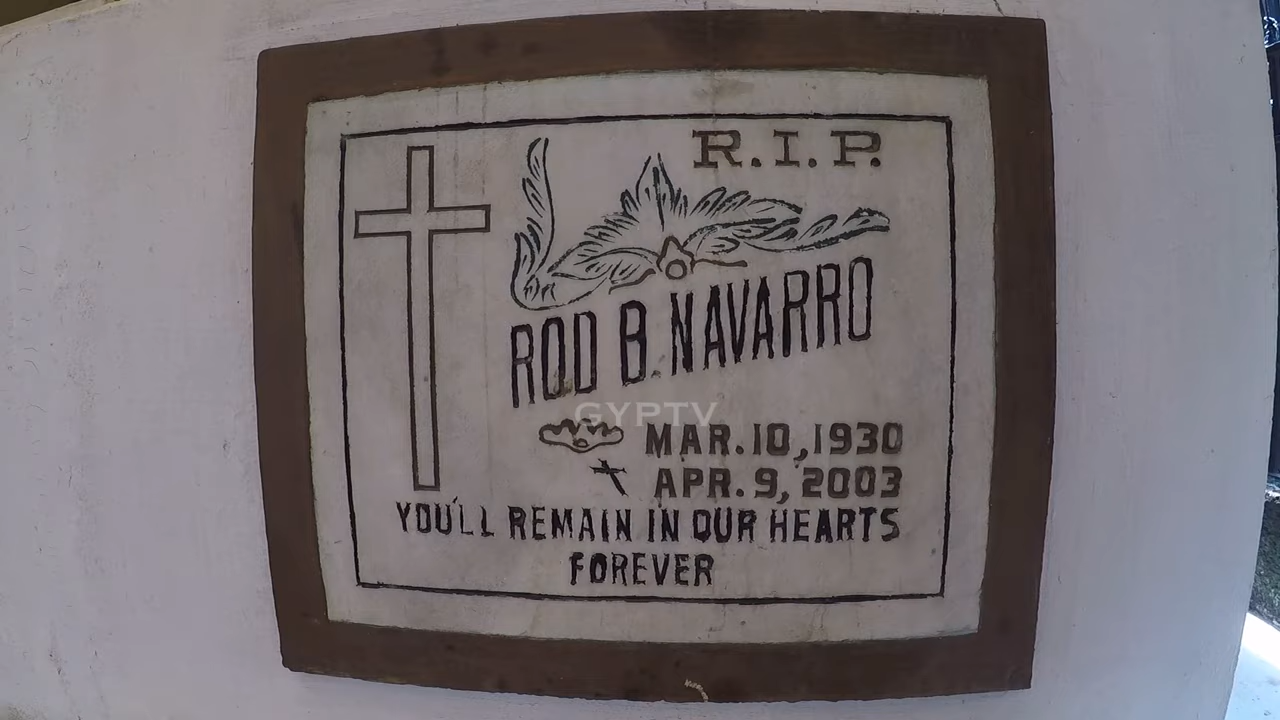 R.I.P.
ROD B. NAVARRO
GYPTV
MAR. 10, 1930
APR. 9, 2003
YOU'LL REMAIN IN OUR HEARTS
FOREVER